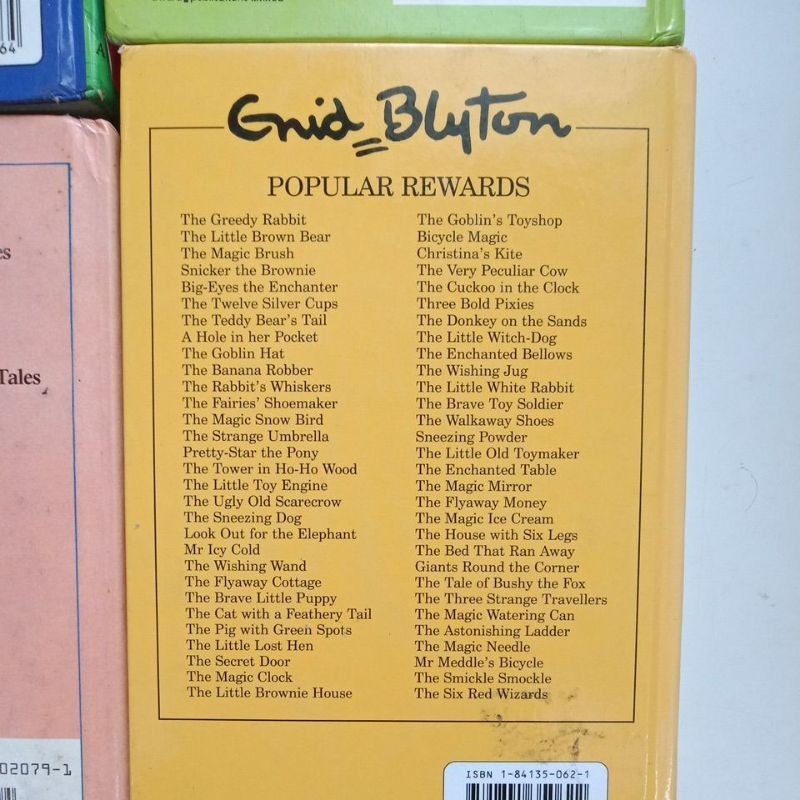 64
es
Tales
02079-1
Enid Blyton
POPULAR REWARDS
The Greedy Rabbit
The Little Brown Bear
The Magic Brush
Snicker the Brownie
Big-Eyes the Enchanter
The Twelve Silver Cups
The Teddy Bear's Tail
A Hole in her Pocket
The Goblin Hat
The Banana Robber
The Rabbit's Whiskers
The Fairies' Shoemaker
The Magic Snow Bird
The Strange Umbrella
Pretty-Star the Pony
The Tower in Ho-Ho Wood
The Little Toy Engine
The Ugly Old Scarecrow
The Sneezing Dog
Look Out for the Elephant
Mr Icy Cold
The Wishing Wand
The Flyaway Cottage
The Brave Little Puppy
The Cat with a Feathery Tail
The Pig with Green Spots
The Little Lost Hen
The Secret Door
The Magic Clock
The Little Brownie House
The Goblin's Toyshop
Bicycle Magic
Christina's Kite
The Very Peculiar Cow
The Cuckoo in the Clock
Three Bold Pixies
The Donkey on the Sands
The Little Witch-Dog
The Enchanted Bellows
The Wishing Jug
The Little White Rabbit
The Brave Toy Soldier
The Walkaway Shoes
Sneezing Powder
The Little Old Toymaker
The Enchanted Table
The Magic Mirror
The Flyaway Money
The Magic Ice Cream
The House with Six Legs
The Bed That Ran Away
Giants Round the Corner
The Tale of Bushy the Fox
The Three Strange Travellers
The Magic Watering Can
The Astonishing Ladder
The Magic Needle
Mr Meddle's Bicycle
The Smickle Smockle
The Six Red Wizards
ISBN 1-84135-062-1